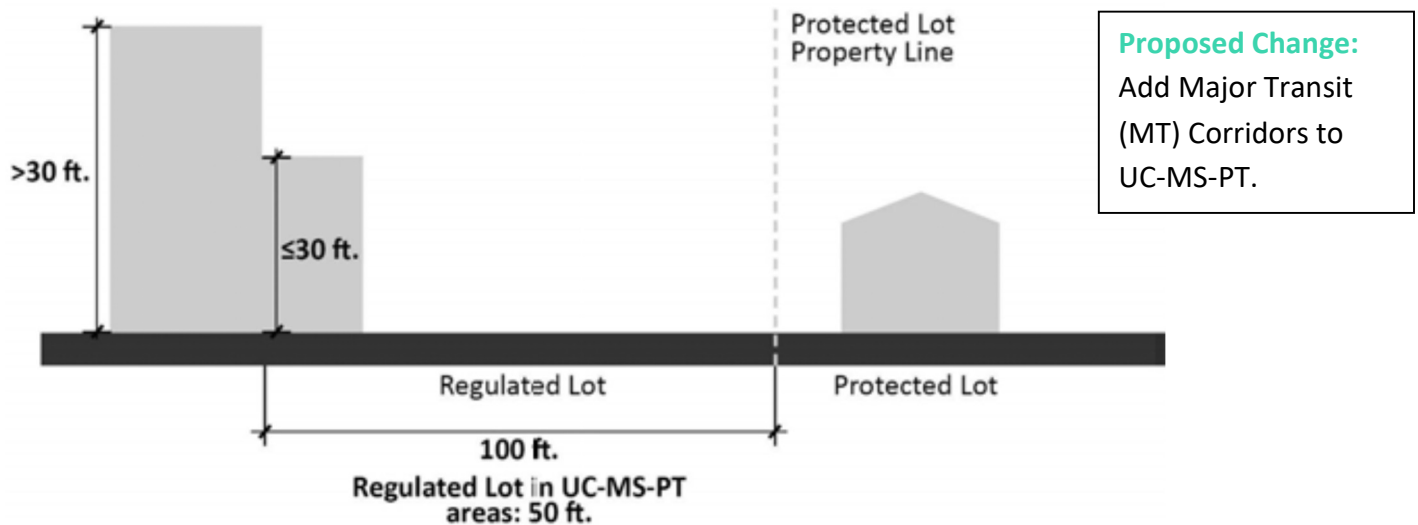 Protected Lot
Property Line
Proposed Change:
Add Major Transit
(MT) Corridors to
UC-MS-PT.
>30 ft.
≤30 ft.
Regulated Lot
Protected Lot
100 ft.
Regulated Lot in UC-MS-PT
areas: 50 ft.